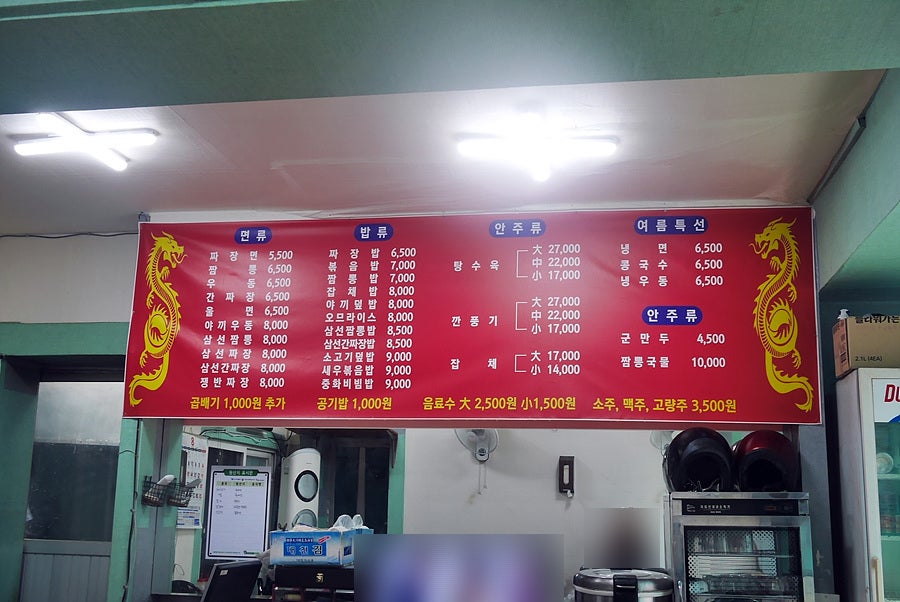 면류
짜장면 5,500
짬뽕 6,500
우동 6,500
간짜장 6,500
울면 6,500
야끼우동 8,000
삼선짬뽕 8,000
삼선짜장 8,000
삼선간짜장 8,000
쟁반짜장 8,000
밥류
짜장밥 6,500
볶음밥 7,000
짬뽕밥 7,000
잡채밥 8,000
야끼덮밥 8,000
오므라이스 8,000
삼선짬뽕밥 8,500
삼선간짜장밥 8,500
소고기덮밥 9,000
새우볶음밥 9,000
중화비빔밥 9,000
안주류
탕수육
大 27,000
中 22,000
小 17,000
깐풍기
大 27,000
中 22,000
小 17,000
잡채
大 17,000
小 14,000
여름특선
냉면 6,500
콩국수 6,500
냉우동 6,500
안주류
군만두 4,500
짬뽕국물 10,000
곱배기 1,000원 추가
공기밥 1,000원
음료수 大 2,500원 小1,500원
소주, 맥주, 고량주 3,500원
2.1L (4EA)
8